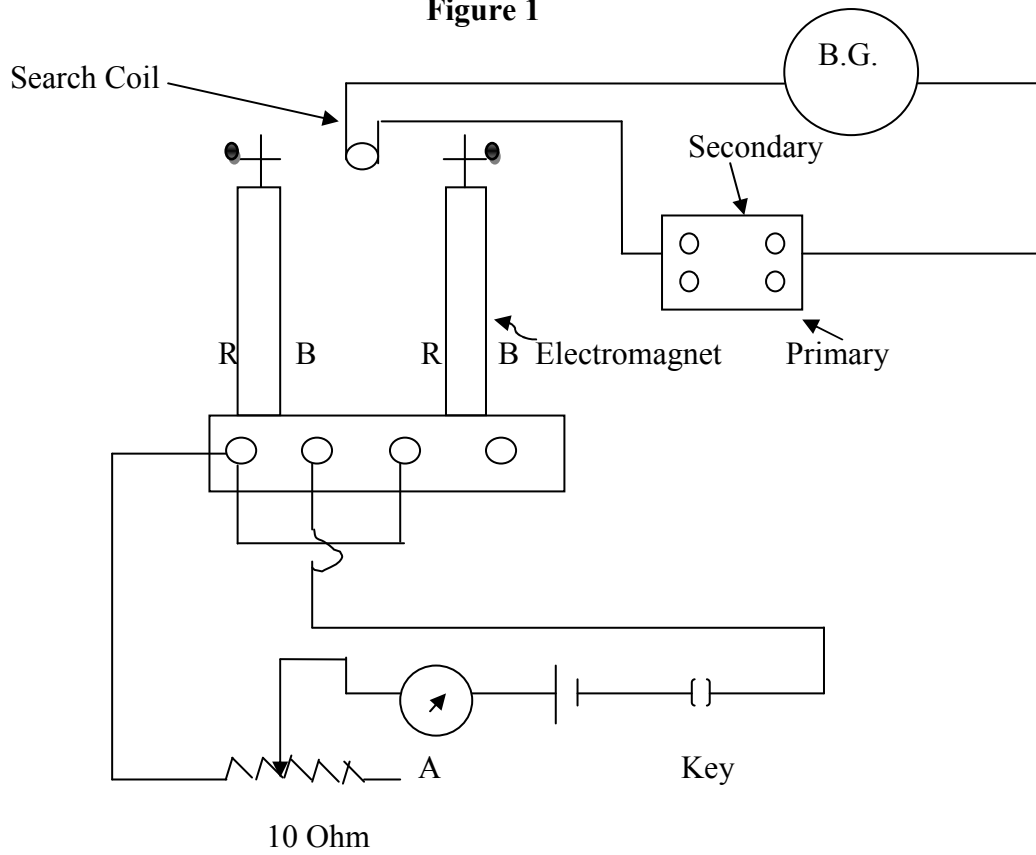 Figure 1
B.G.
Search Coil
Secondary
R B R B Electromagnet Primary
A Key
10 Ohm